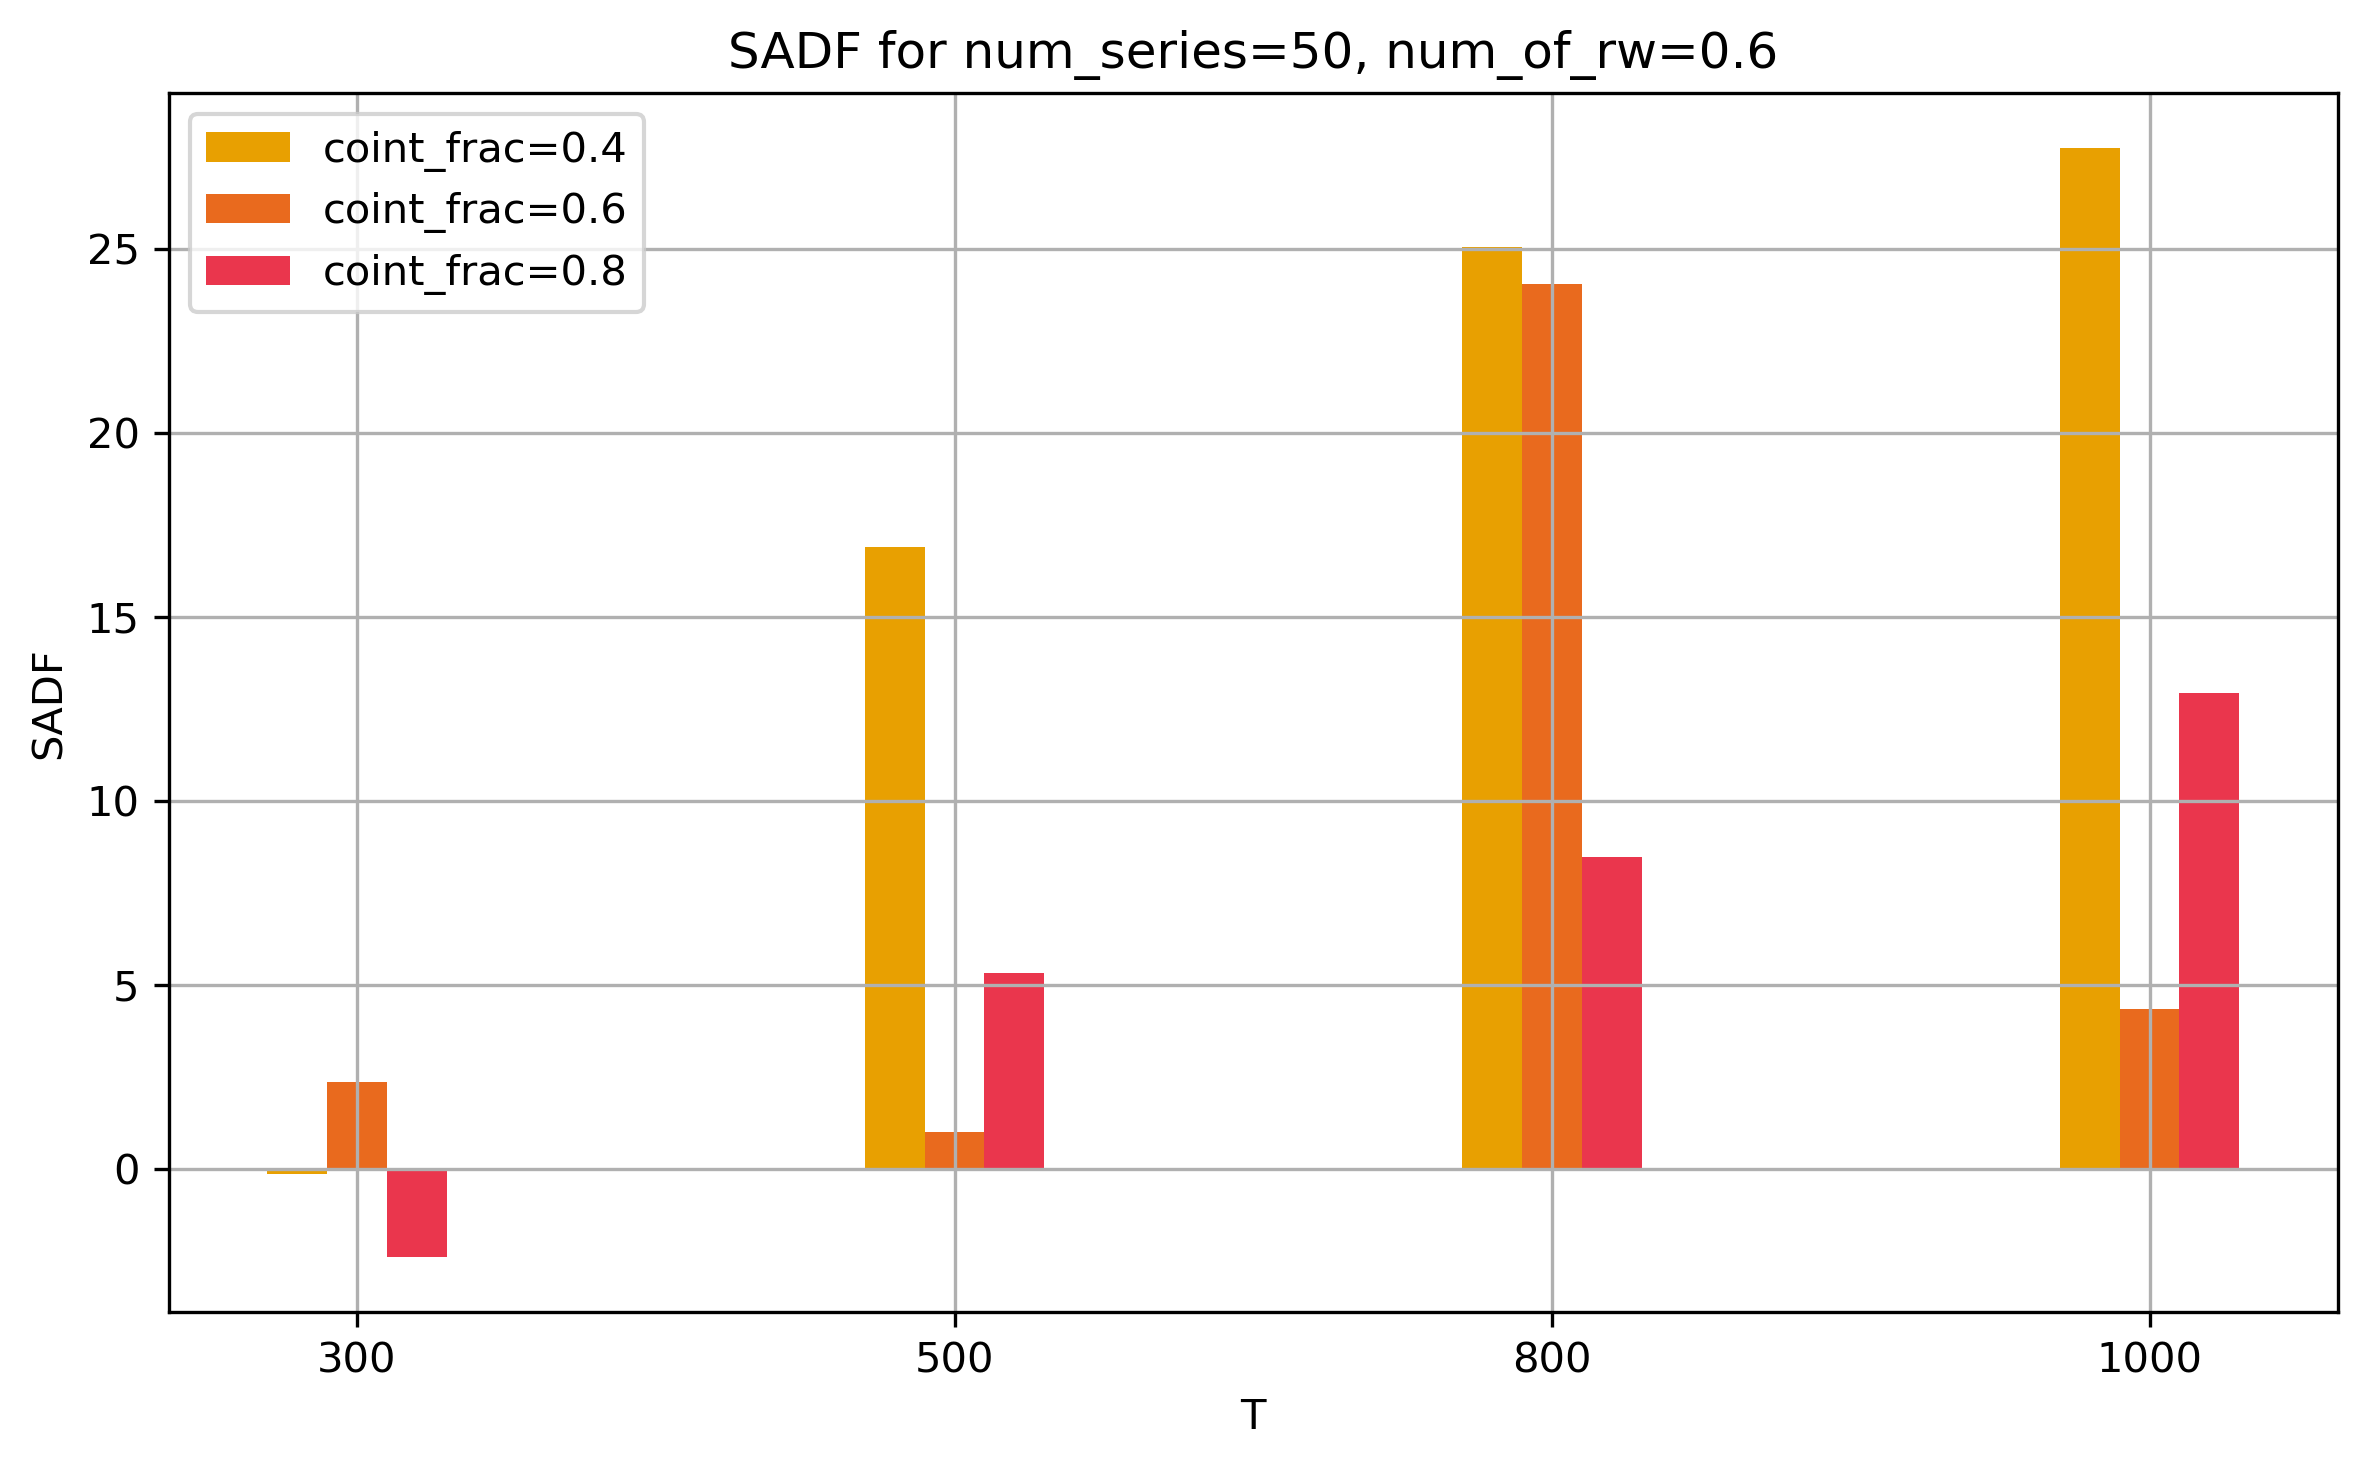 SADF for num_series=50, num_of_rw=0.6
coint_frac=0.4
coint_frac=0.6
coint_frac=0.8
25
20
15
10
5
0
SADF
300 500 800 1000
T